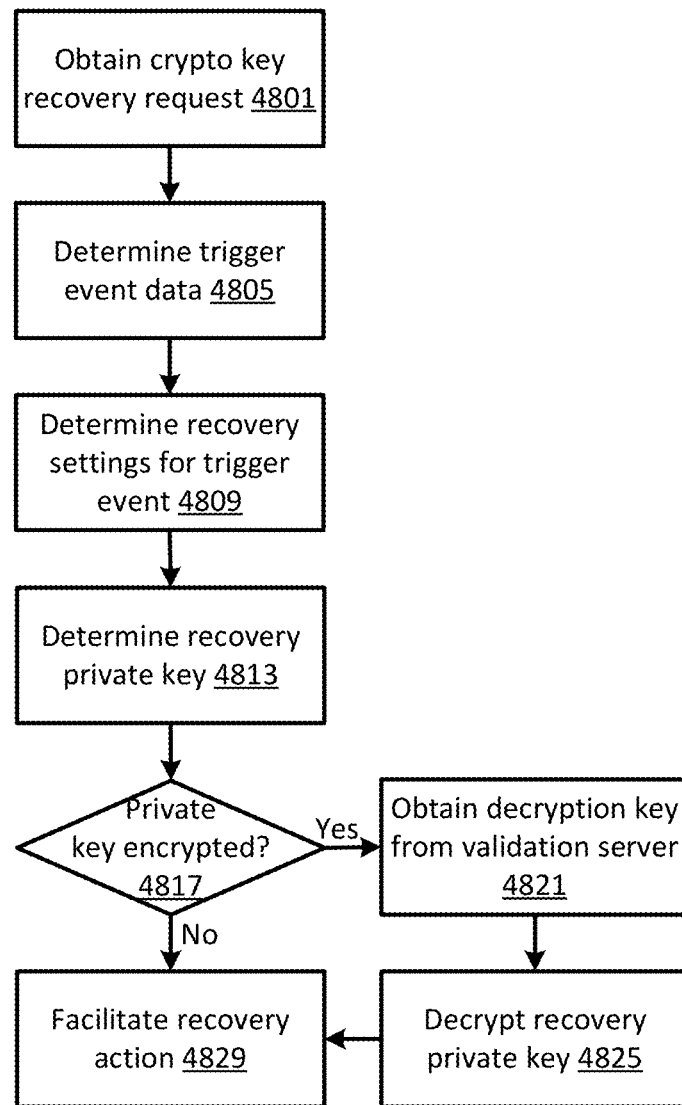 Obtain crypto key
recovery request 4801
Determine trigger
event data 4805
Determine recovery
settings for trigger
event 4809
Determine recovery
private key 4813
Private
key encrypted?
4817
Yes
Obtain decryption key
from validation server
4821
No
Facilitate recovery
action 4829
Decrypt recovery
private key 4825